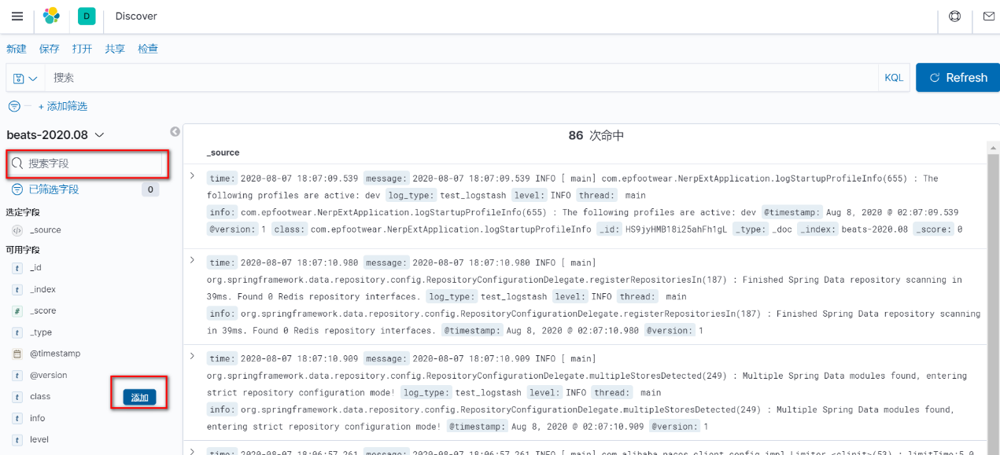 D Discover
新建 保存 打开 共享 检查
搜索 KQL Refresh
+ 添加筛选
beats-2020.08
搜索字段
已筛选字段 0
选定字段
_source
可用字段
t _id
t _index
# _score
t _type
@timestamp
t @version
t class 添加
t info
t level
86 次命中
_source
time: 2020-08-07 18:07:09.539 message: 2020-08-07 18:07:09.539 INFO [ main] com.epfootwear.NerpExtApplication.logStartupProfileInfo(655) : The
following profiles are active: dev log_type: test_logstash level: INFO thread: main
info: com.epfootwear.NerpExtApplication.logStartupProfileInfo(655) : The following profiles are active: dev @timestamp: Aug 8, 2020 @ 02:07:09.539
@version: 1 class: com.epfootwear.NerpExtApplication.logStartupProfileInfo _id: HS9jyHMB18i25ahFh1gL _type: _doc _index: beats-2020.08 _score: 0
time: 2020-08-07 18:07:10.980 message: 2020-08-07 18:07:10.980 INFO [ main]
org.springframework.data.repository.config.RepositoryConfigurationDelegate.registerRepositoriesIn(187) : Finished Spring Data repository scanning in
39ms. Found 0 Redis repository interfaces. log_type: test_logstash level: INFO thread: main
info: org.springframework.data.repository.config.RepositoryConfigurationDelegate.registerRepositoriesIn(187) : Finished Spring Data repository scanning
in 39ms. Found 0 Redis repository interfaces. @timestamp: Aug 8, 2020 @ 02:07:10.980 @version: 1
time: 2020-08-07 18:07:10.909 message: 2020-08-07 18:07:10.909 INFO [ main]
org.springframework.data.repository.config.RepositoryConfigurationDelegate.multipleStoresDetected(249) : Multiple Spring Data modules found, entering
strict repository configuration mode! log_type: test_logstash level: INFO thread: main
info: org.springframework.data.repository.config.RepositoryConfigurationDelegate.multipleStoresDetected(249) : Multiple Spring Data modules found,
entering strict repository configuration mode! @timestamp: Aug 8, 2020 @ 02:07:10.909 @version: 1
time: 2020-08-07 18:06:57.261 message: 2020-08-07 18:06:57.261 INFO [ main] com.alibaba.nacos.client.config.impl.Limiter.<clinit>(53) : limitTime:5.0